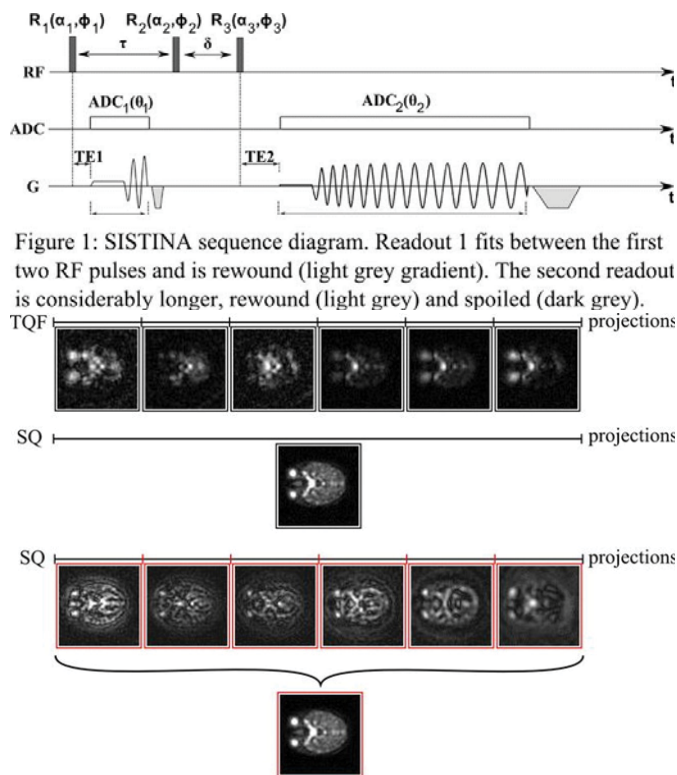 R1(α1,ϕ1) R2(α2,ϕ2) R3(α3,ϕ3)
τ δ
RF t
ADC1(θ1) ADC2(θ2)
ADC t
TE1 TE2
G t
Figure 1: SISTINA sequence diagram. Readout 1 fits between the first
two RF pulses and is rewound (light grey gradient). The second readout
is considerably longer, rewound (light grey) and spoiled (dark grey).
TQF projections
SQ projections
SQ projections